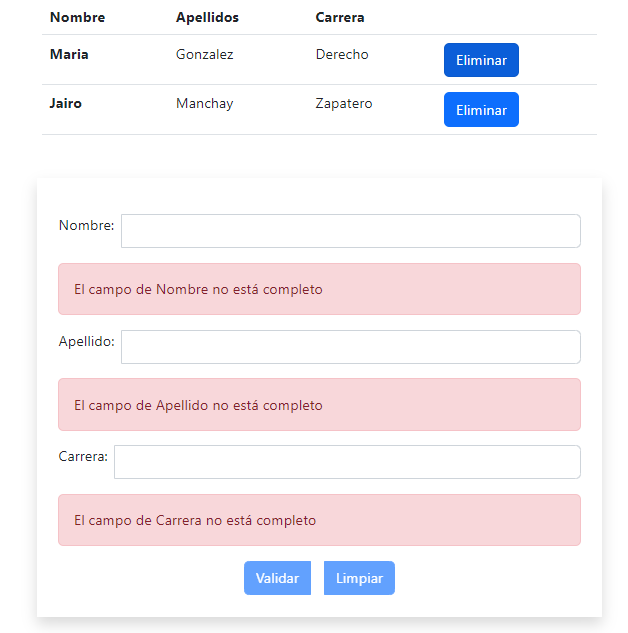 Nombre Apellidos Carrera
Maria Gonzalez Derecho Eliminar
Jairo Manchay Zapatero Eliminar
Nombre:
El campo de Nombre no está completo
Apellido:
El campo de Apellido no está completo
Carrera:
El campo de Carrera no está completo
Validar Limpiar